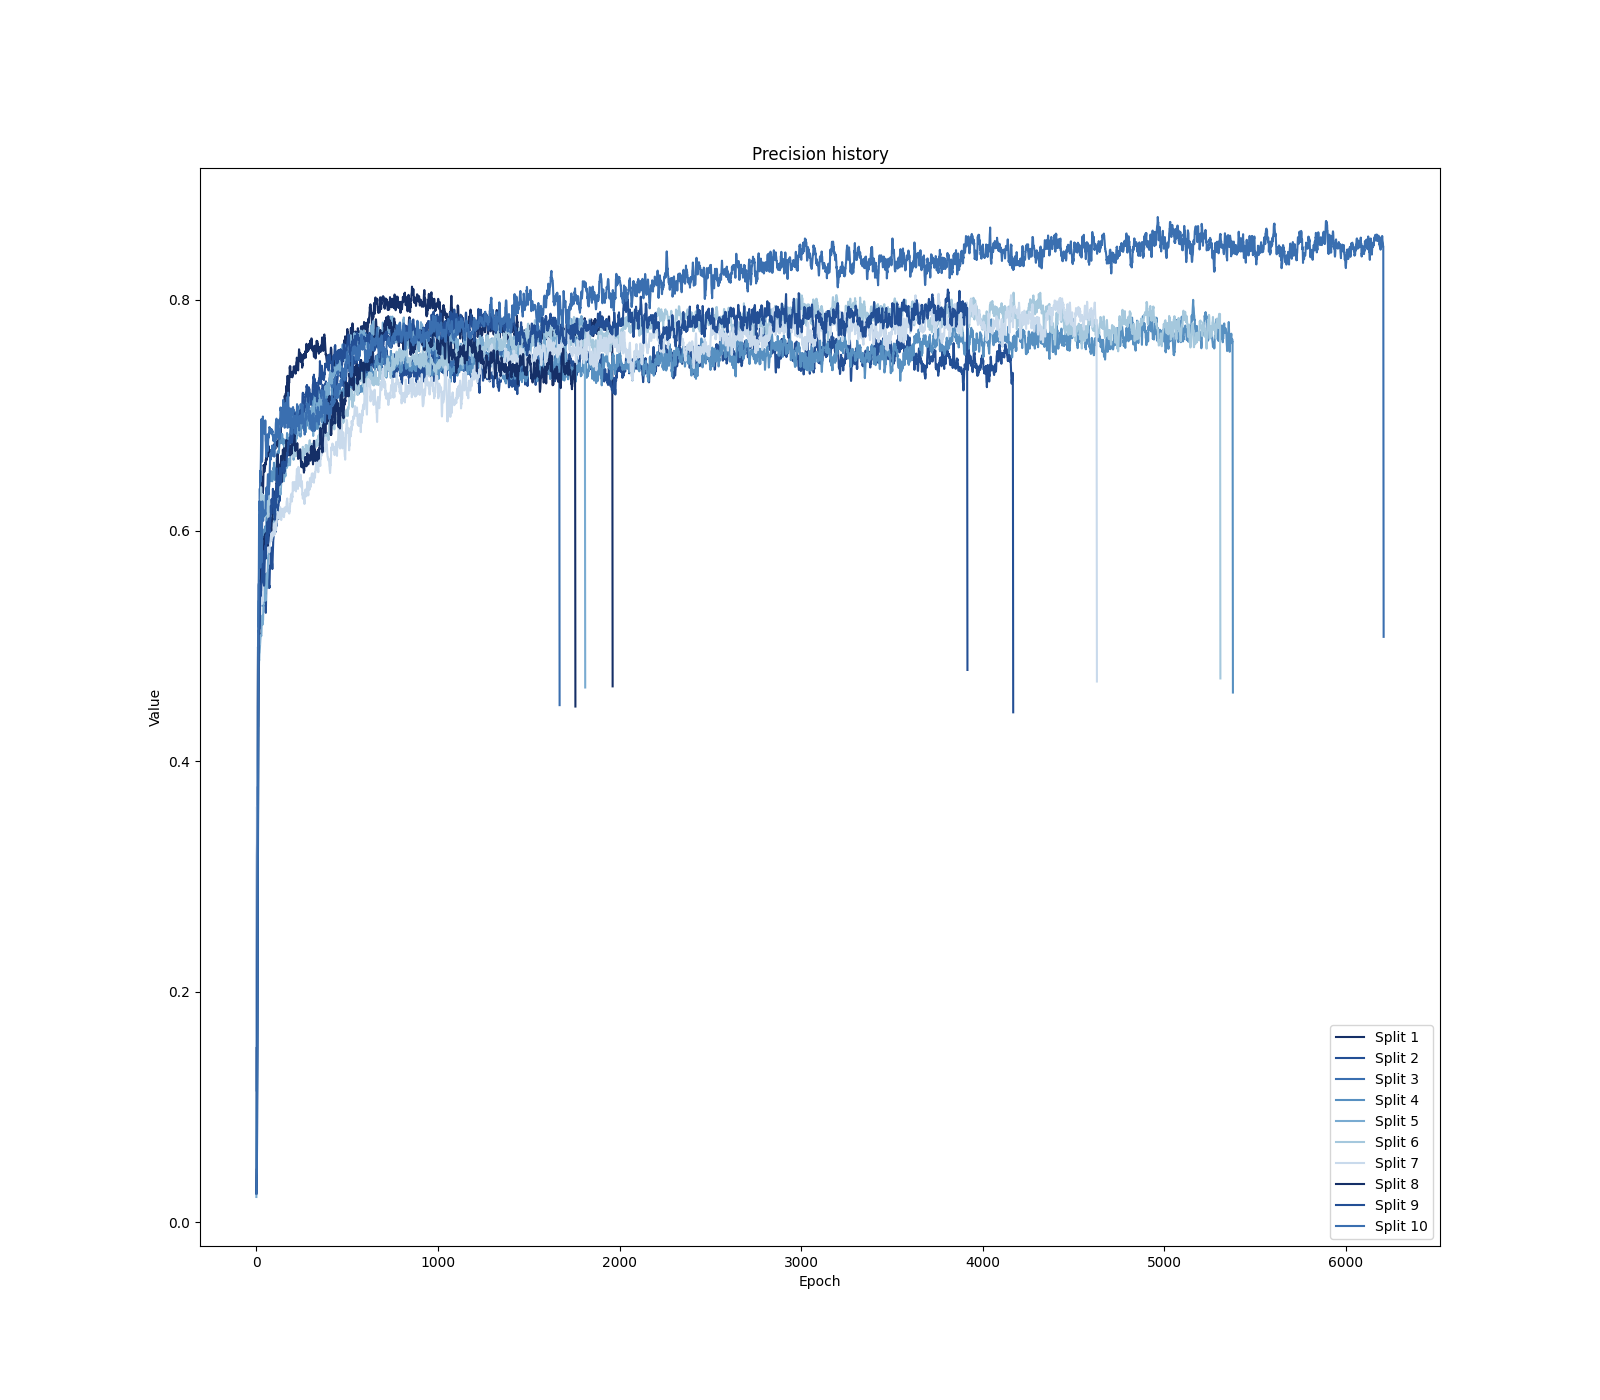 Precision history
Value
0.8
0.6
0.4
0.2
0.0
0 1000 2000 3000 4000 5000 6000
Epoch
Split 1
Split 2
Split 3
Split 4
Split 5
Split 6
Split 7
Split 8
Split 9
Split 10